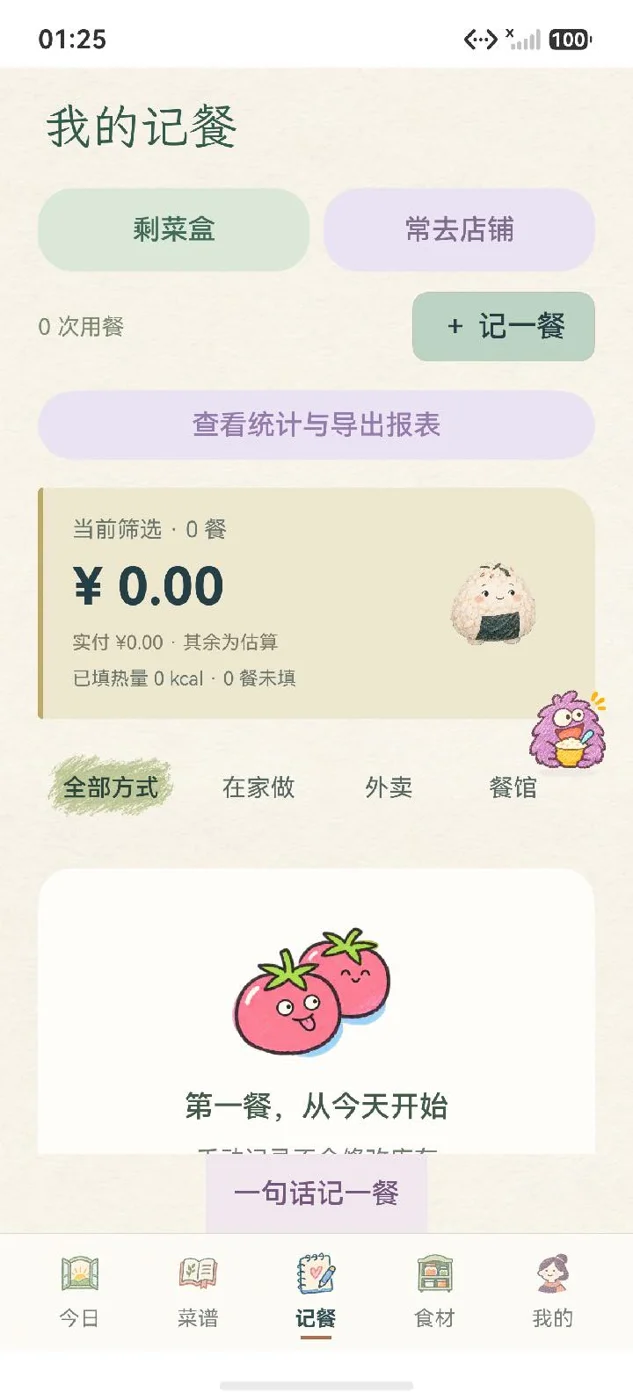 01:25
100
我的记餐
剩菜盒
常去店铺
0 次用餐
+ 记一餐
查看统计与导出报表
当前筛选 · 0 餐
¥ 0.00
实付 ¥0.00 · 其余为估算
已填热量 0 kcal · 0 餐未填
全部方式
在家做
外卖
餐馆
第一餐，从今天开始
一句话记一餐
今日
菜谱
记餐
食材
我的